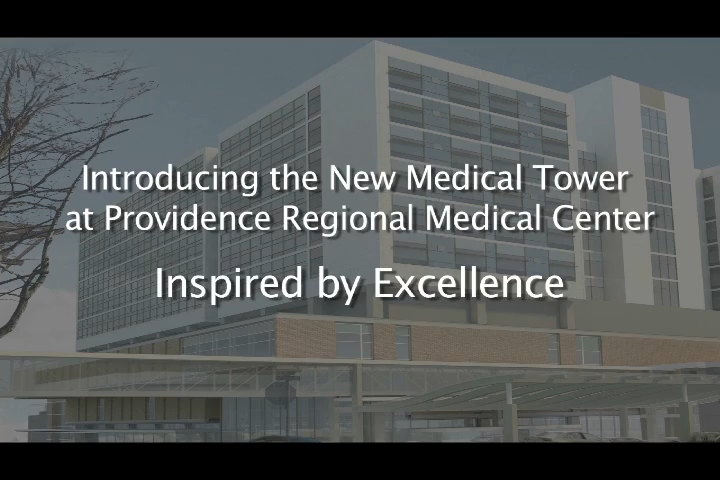 Introducing the New Medical Tower
at Providence Regional Medical Center
Inspired by Excellence